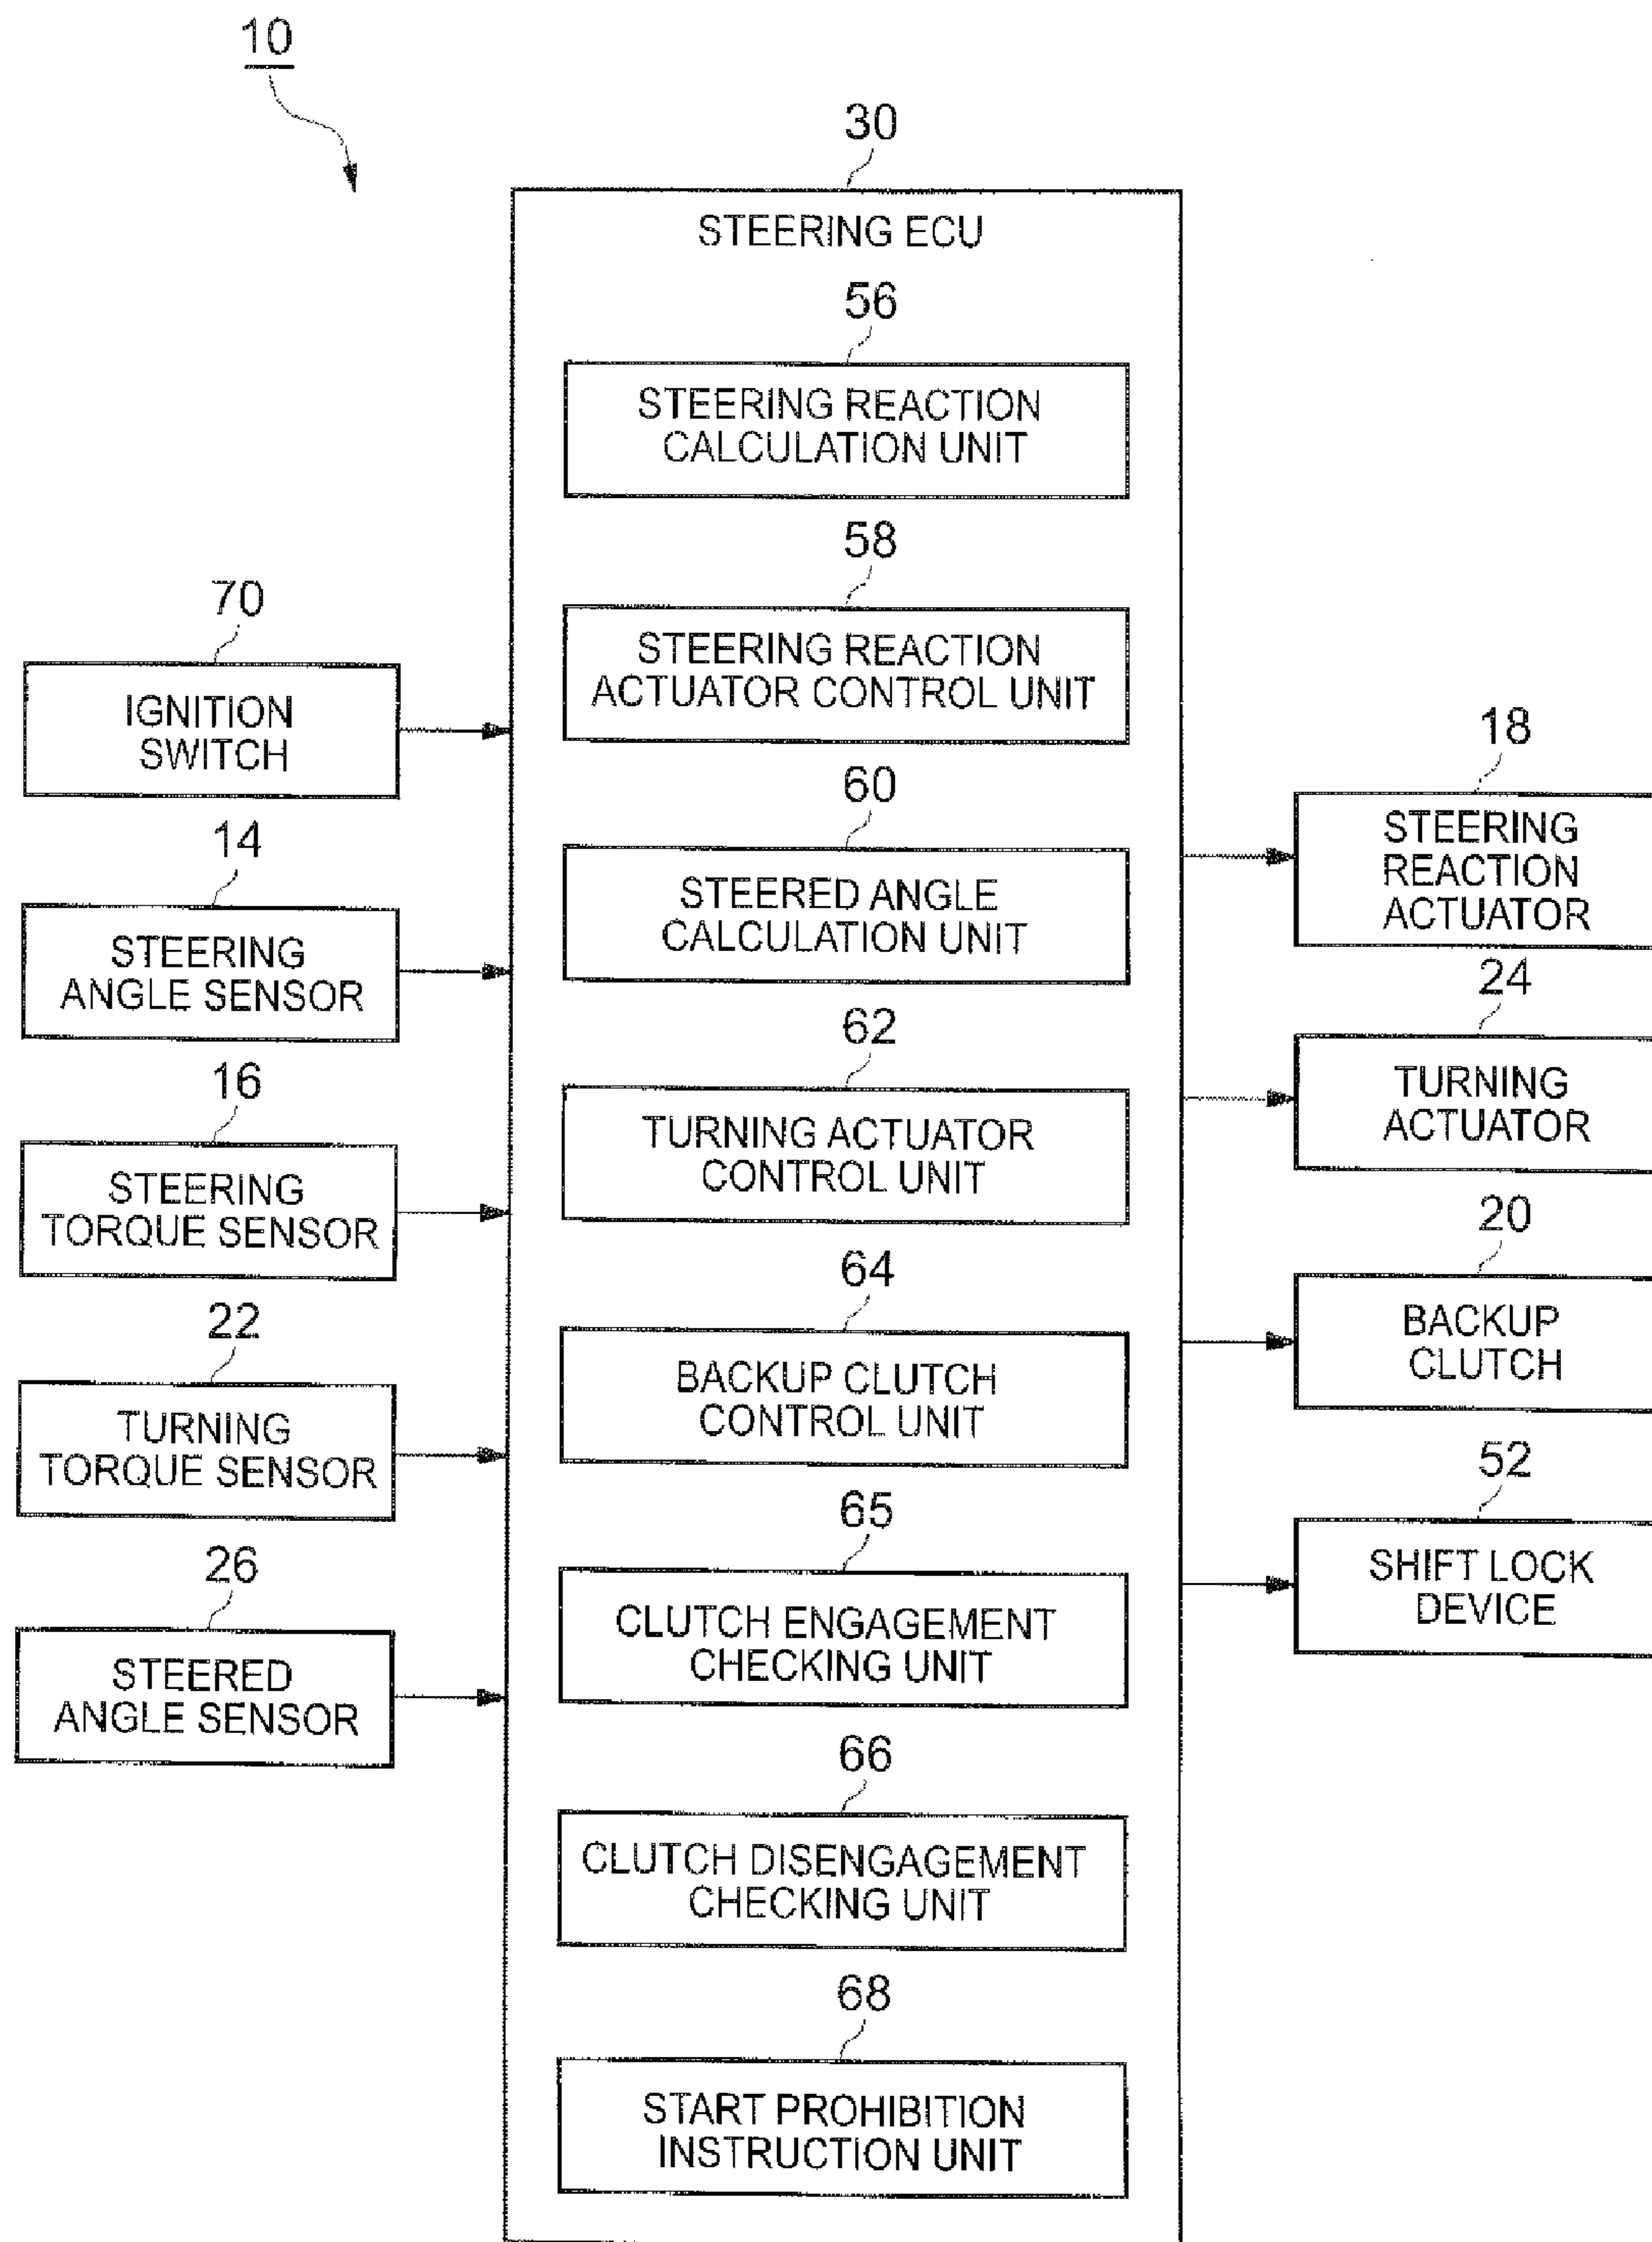 10
30
STEERING ECU
56
STEERING REACTION
CALCULATION UNIT
58
STEERING REACTION
ACTUATOR CONTROL UNIT
60
STEERED ANGLE
CALCULATION UNIT
62
TURNING ACTUATOR
CONTROL UNIT
64
BACKUP CLUTCH
CONTROL UNIT
65
CLUTCH ENGAGEMENT
CHECKING UNIT
66
CLUTCH DISENGAGEMENT
CHECKING UNIT
68
START PROHIBITION
INSTRUCTION UNIT
70
IGNITION
SWITCH
14
STEERING
ANGLE SENSOR
16
STEERING
TORQUE SENSOR
22
TURNING
TORQUE SENSOR
26
STEERED
ANGLE SENSOR
18
STEERING
REACTION
ACTUATOR
24
TURNING
ACTUATOR
20
BACKUP
CLUTCH
52
SHIFT LOCK
DEVICE